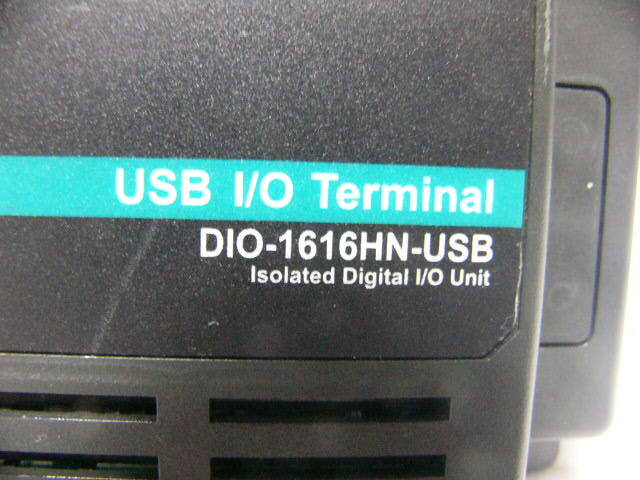 USB I/O Terminal
DIO-1616HN-USB
Isolated Digital I/O Unit